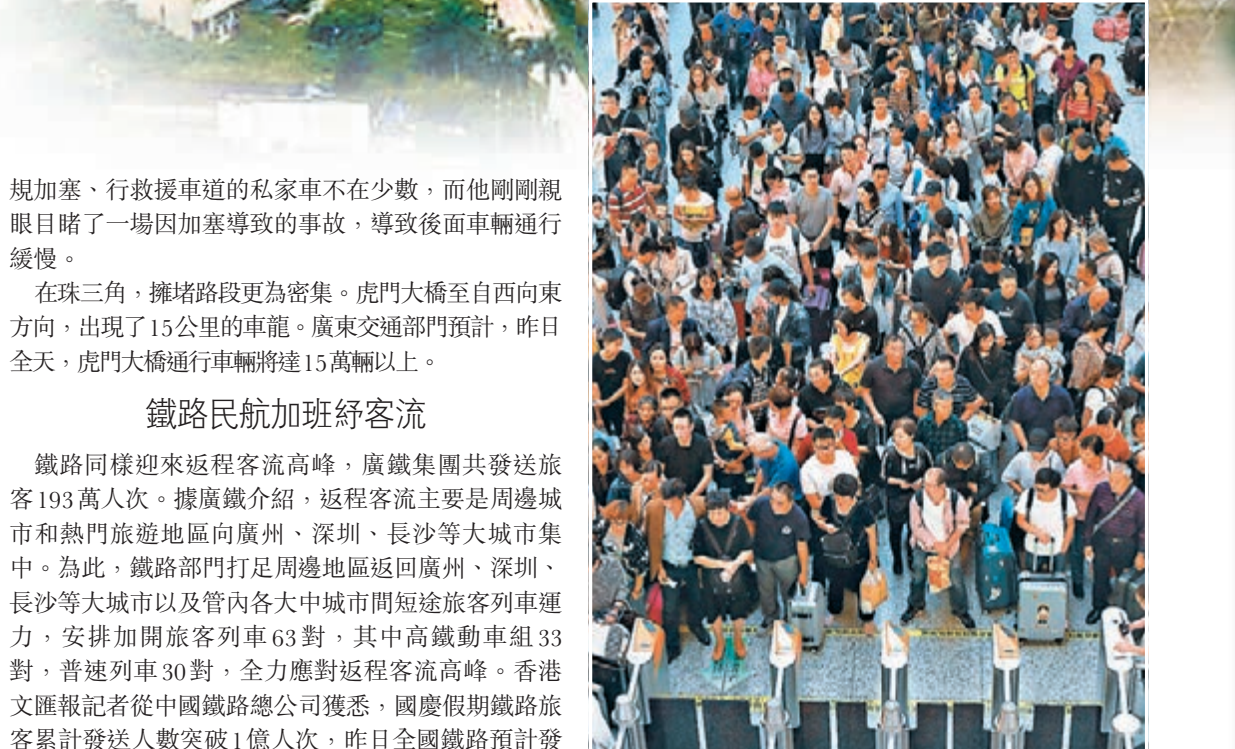 規加塞、行救援車道的私家車不在少數,而他剛剛親
眼目睹了一場因加塞導致的事故,導致後面車輛通行
緩慢。
在珠三角,擁堵路段更為密集。虎門大橋至自西向東
方向,出現了15公里的車龍。廣東交通部門預計,昨日
全天,虎門大橋通行車輛將達15萬輛以上。
鐵路民航加班紓客流
鐵路同樣迎來返程客流高峰,廣鐵集團共發送旅
客193萬人次。據廣鐵介紹,返程客流主要是周邊城
市和熱門旅遊地區向廣州、深圳、長沙等大城市集
中。為此,鐵路部門打足周邊地區返回廣州、深圳、
長沙等大城市以及管內各大中城市間短途旅客列車運
力,安排加開旅客列車63對,其中高鐵動車組33
對,普速列車30對,全力應對返程客流高峰。香港
文匯報記者從中國鐵路總公司獲悉,國慶假期鐵路旅
客累計發送人數突破1億人次,昨日全國鐵路預計發